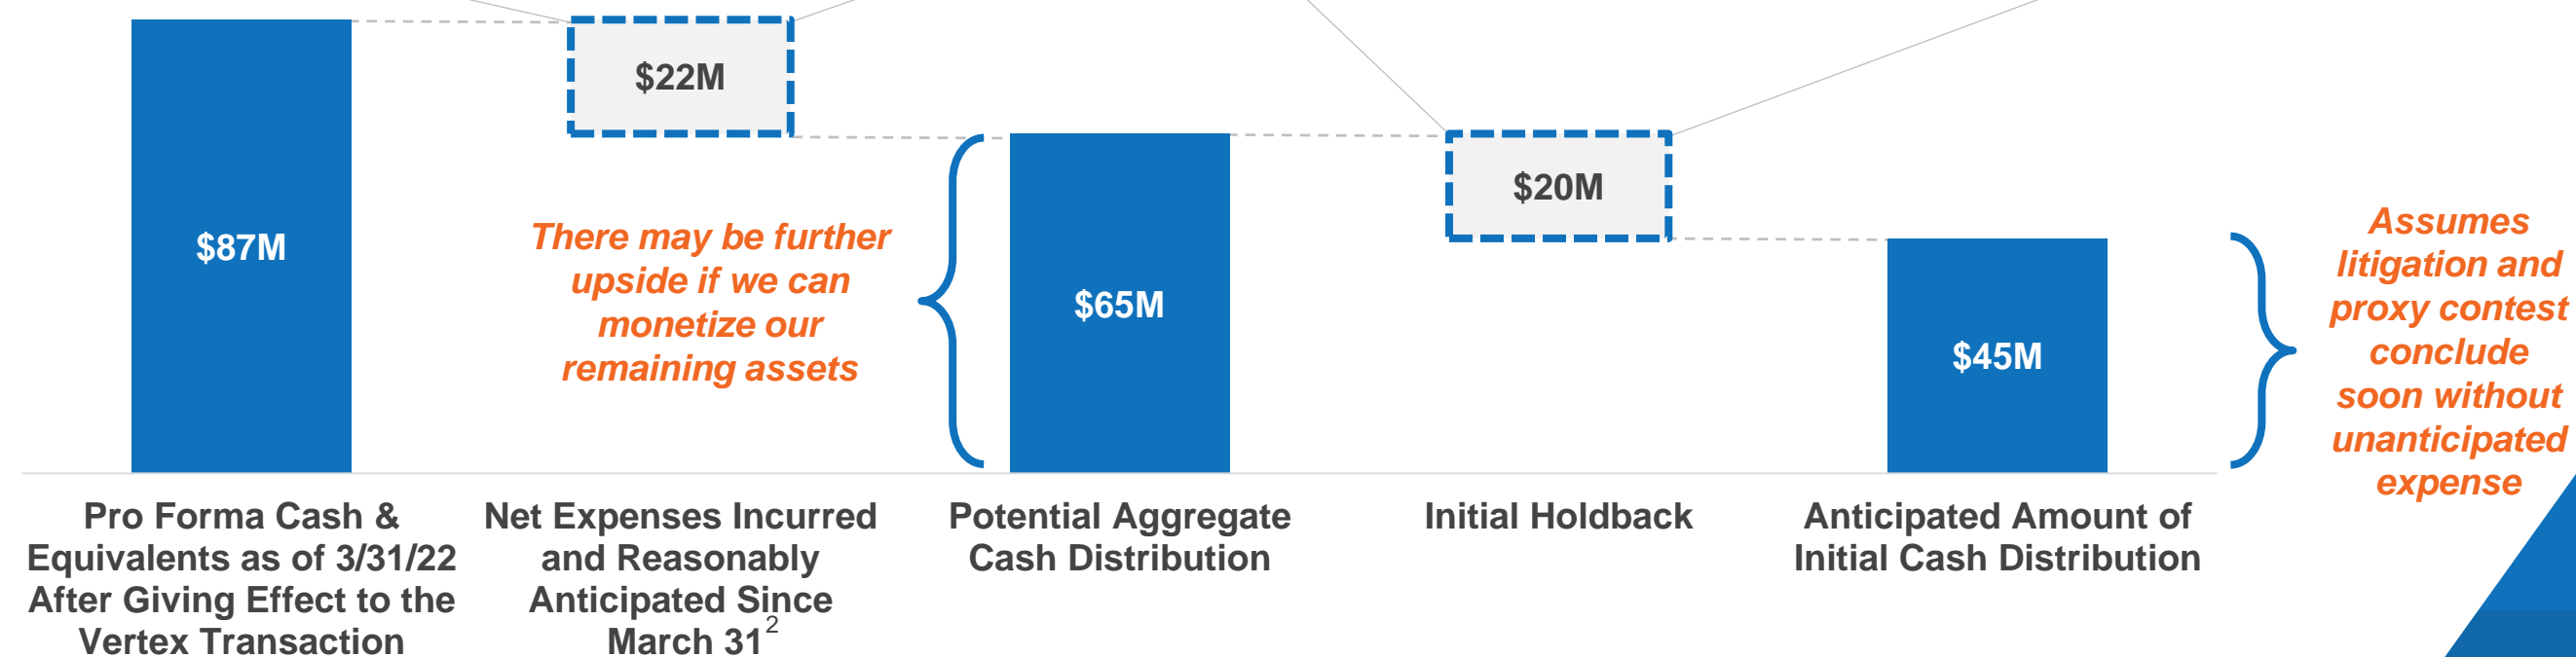 $22M
$87M
There may be further
upside if we can
monetize our
remaining assets
$65M
$20M
$45M
Assumes
litigation and
proxy contest
conclude
soon without
unanticipated
expense
Pro Forma Cash &
Equivalents as of 3/31/22
After Giving Effect to the
Vertex Transaction
Net Expenses Incurred
and Reasonably
Anticipated Since
March 31²
Potential Aggregate
Cash Distribution
Initial Holdback
Anticipated Amount of
Initial Cash Distribution